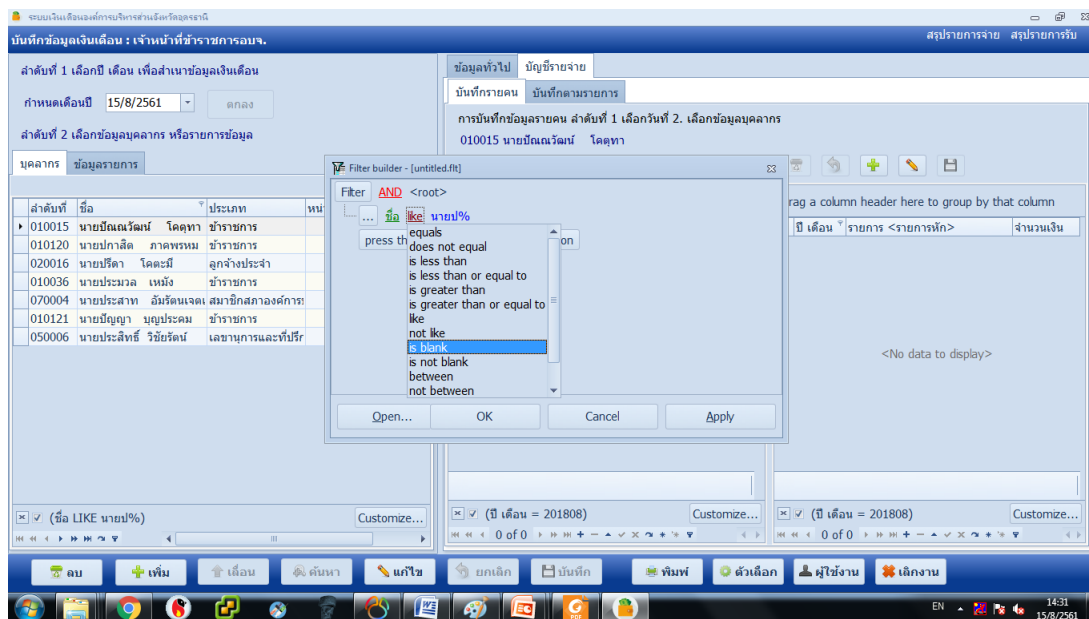 ระบบเงินเดือนองค์การบริหารส่วนจังหวัดอุดรธานี
บันทึกข้อมูลเงินเดือน : เจ้าหน้าที่ข้าราชการอบจ.
สรุปรายการจ่าย สรุปรายการรับ
ลำดับที่ 1 เลือกปี เดือน เพื่อสำเนาข้อมูลเงินเดือน
กำหนดเดือนปี 15/8/2561 ตกลง
ลำดับที่ 2 เลือกข้อมูลบุคลากร หรือรายการข้อมูล
บุคลากร ข้อมูลรายการ
ลำดับที่ ชื่อ ประเภท
010015 นายปัณณวัฒน์ โคตุทา ข้าราชการ
010120 นายปกาสิต ภาคพรหม ข้าราชการ
020016 นายปรีดา โคตะมี ลูกจ้างประจำ
010036 นายประมวล เหมัง ข้าราชการ
070004 นายประสาท สมาชิกสภาองค์การ
010121 นายปัญญา บุญประคม ข้าราชการ
050006 นายประสิทธิ์ วิชัยรัตน์ เลขานุการและที่ปรึ
(ชื่อ LIKE นายป%) Customize...
ข้อมูลทั่วไป บัญชีรายจ่าย
บันทึกรายคน บันทึกตามรายการ
การบันทึกข้อมูลรายคน ลำดับที่ 1 เลือกวันที่ 2. เลือกข้อมูลบุคลากร
010015 นายปัณณวัฒน์ โคตุทา
Filter builder - [untitled.flt]
Filter AND <root>
... ชื่อ like นายป%
press th on
equals
does not equal
is less than
is less than or equal to
is greater than
is greater than or equal to
like
not like
is blank
is not blank
between
not between
Open... OK Cancel Apply
rag a column header here to group by that column
ปี เดือน รายการ <รายการหัก> จำนวนเงิน
<No data to display>
(ปี เดือน = 201808) Customize...
0 of 0
(ปี เดือน = 201808) Customize...
0 of 0
ลบ เพิ่ม เลื่อน ค้นหา แก้ไข ยกเลิก บันทึก พิมพ์ ตัวเลือก ผู้ใช้งาน เลิกงาน
EN 14:31
15/8/2561